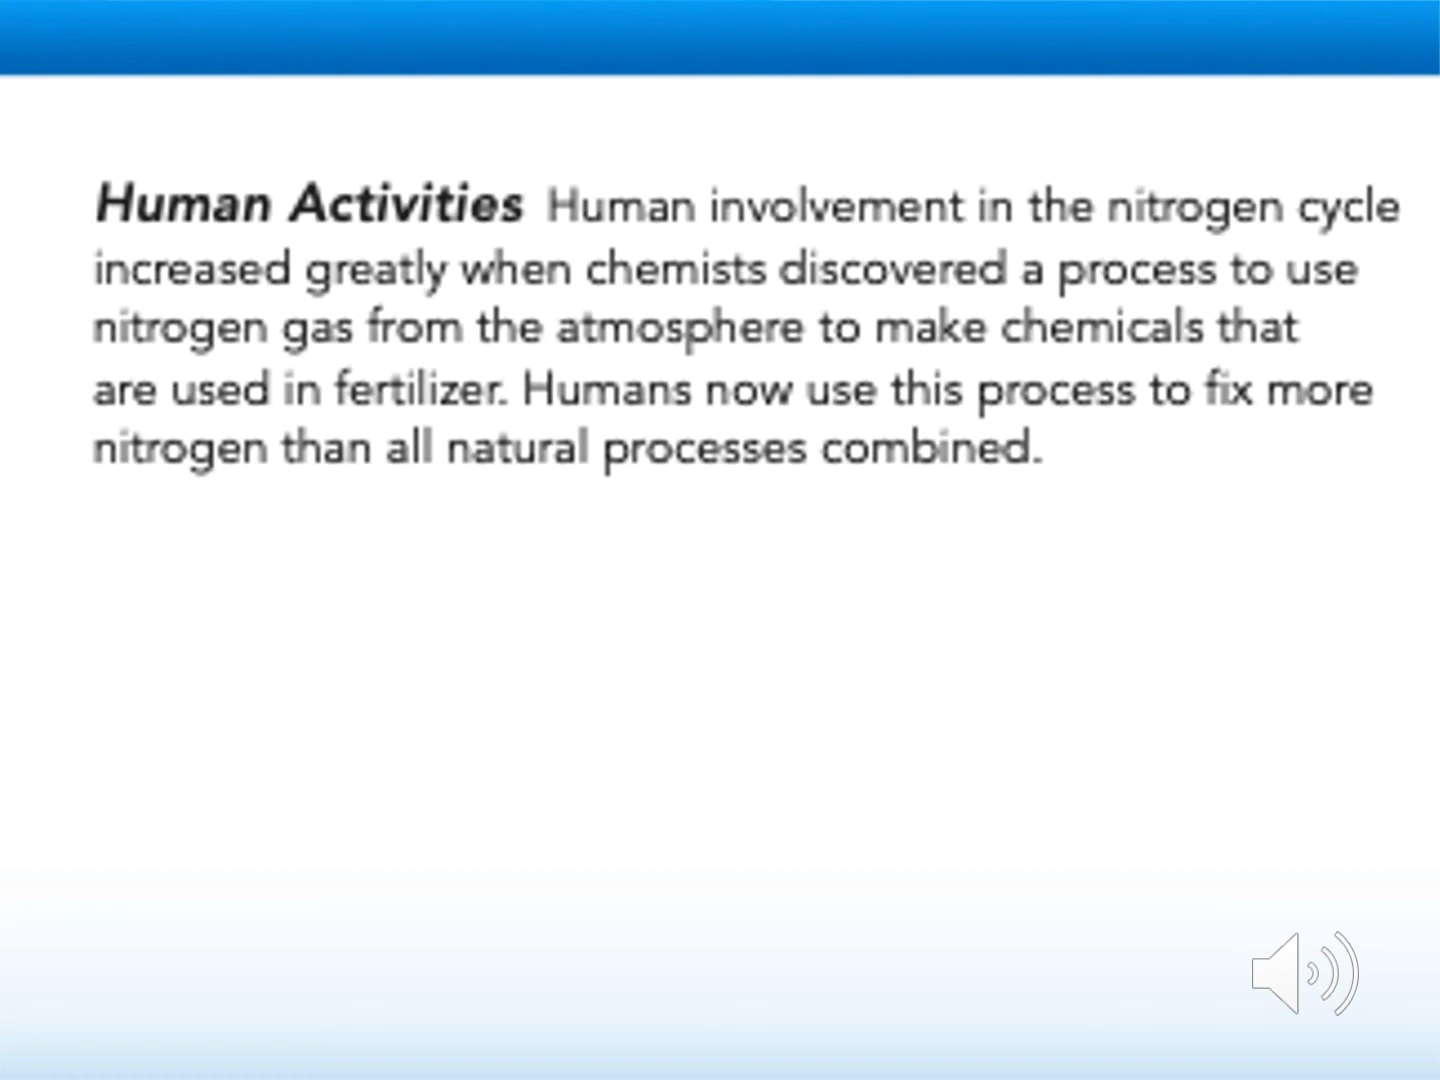 Human Activities Human involvement in the nitrogen cycle
increased greatly when chemists discovered a process to use
nitrogen gas from the atmosphere to make chemicals that
are used in fertilizer. Humans now use this process to fix more
nitrogen than all natural processes combined.